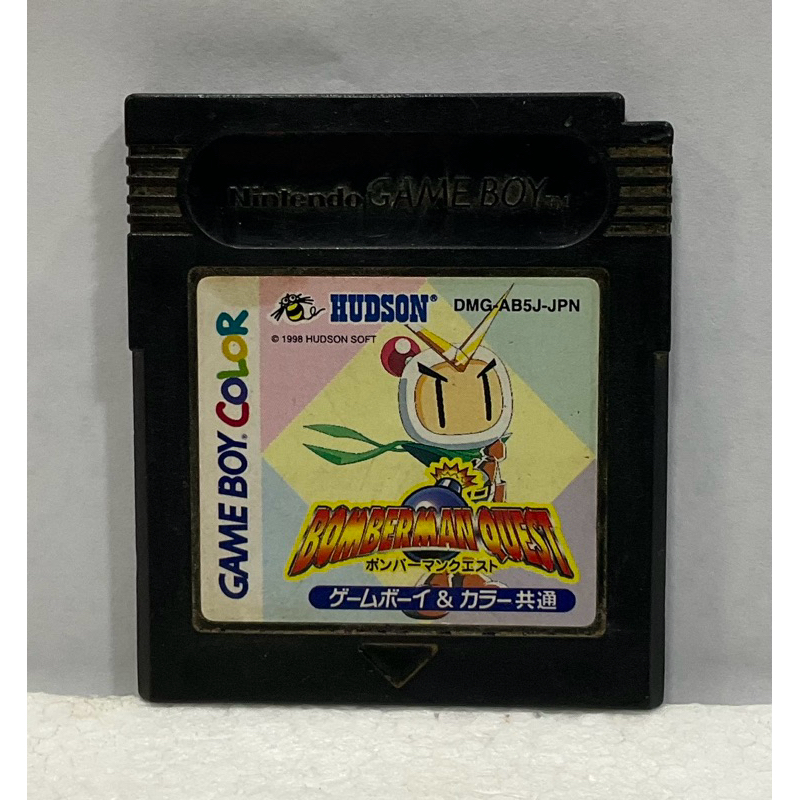 Nintendo GAME BOY TM
HUDSON® DMG-AB5J-JPN
© 1998 HUDSON SOFT
GAME BOY® COLOR
BOMBERMAN QUEST
ボンバーマンクエスト
ゲームボーイ & カラー共通